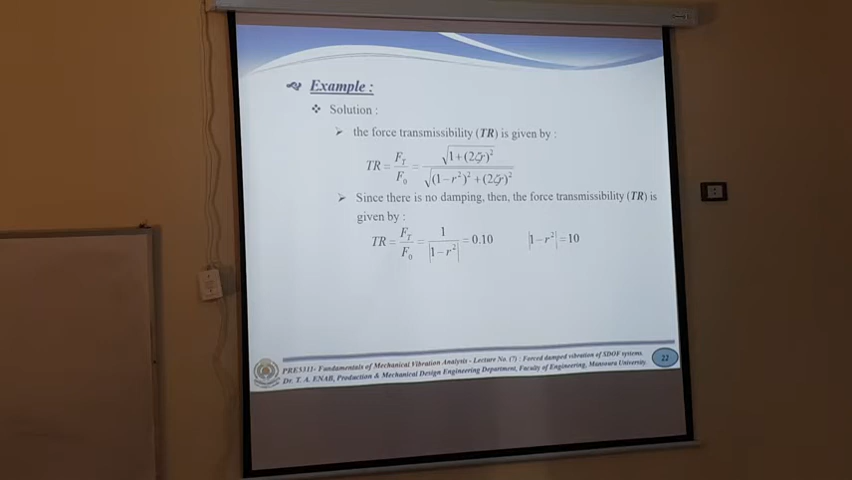 Example :
Solution :
the force transmissibility (TR) is given by :
TR = F_T / F_0 = √(1+(2ζr)²) / √((1−r²)²+(2ζr)²)
Since there is no damping, then, the force transmissibility (TR) is
given by :
TR = F_T / F_0 = 1 / |1−r²| = 0.10 |1−r²| = 10
PRE5311- Fundamentals of Mechanical Vibration Analysis - Lecture No. (7) : Forced damped vibration of SDOF systems.
Dr. T. A. ENAB, Production & Mechanical Design Engineering Department, Faculty of Engineering, Mansoura University.
22